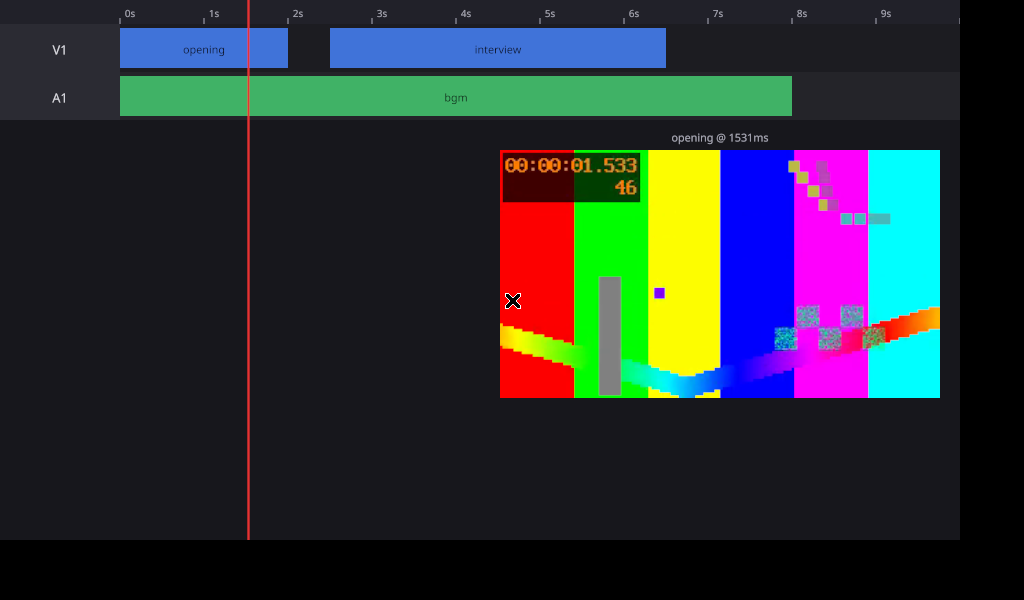 0s 1s 2s 3s 4s 5s 6s 7s 8s 9s
V1 opening interview
A1 bgm
opening @ 1531ms
00:00:01.533
46